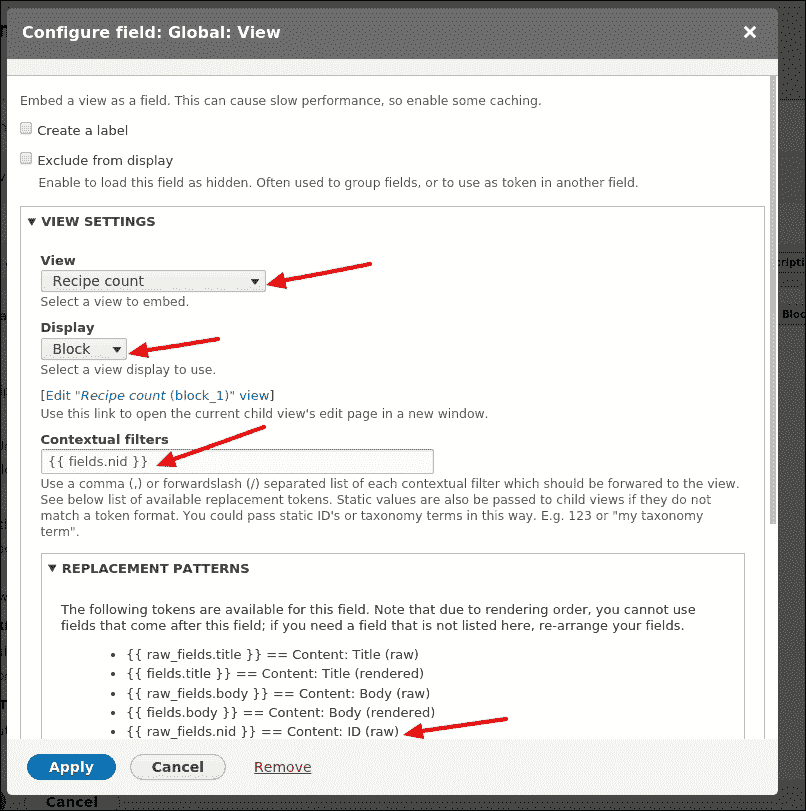 Configure field: Global: View
Embed a view as a field. This can cause slow performance, so enable some caching.
Create a label
Exclude from display
Enable to load this field as hidden. Often used to group fields, or to use as token in another field.
VIEW SETTINGS
View
Recipe count
Select a view to embed.
Display
Block
Select a view display to use.
[Edit "Recipe count (block_1)" view]
Use this link to open the current child view's edit page in a new window.
Contextual filters
{{ fields.nid }}
Use a comma (,) or forwardslash (/) separated list of each contextual filter which should be forwared to the view.
See below list of available replacement tokens. Static values are also be passed to child views if they do not
match a token format. You could pass static ID's or taxonomy terms in this way. E.g. 123 or "my taxonomy
term".
REPLACEMENT PATTERNS
The following tokens are available for this field. Note that due to rendering order, you cannot use
fields that come after this field; if you need a field that is not listed here, re-arrange your fields.
{{ raw_fields.title }} == Content: Title (raw)
{{ fields.title }} == Content: Title (rendered)
{{ raw_fields.body }} == Content: Body (raw)
{{ fields.body }} == Content: Body (rendered)
{{ raw_fields.nid }} == Content: ID (raw)
Apply
Cancel
Remove
Cancel